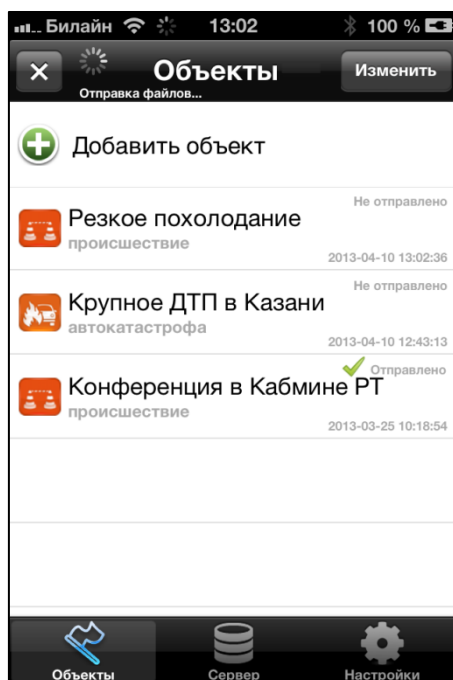 Билайн 13:02 100 %
Объекты
Изменить
Отправка файлов...
Добавить объект
Не отправлено
Резкое похолодание
происшествие
2013-04-10 13:02:36
Не отправлено
Крупное ДТП в Казани
автокатастрофа
2013-04-10 12:43:13
Отправлено
Конференция в Кабмине РТ
происшествие
2013-03-25 10:18:54
Объекты Сервер Настройки